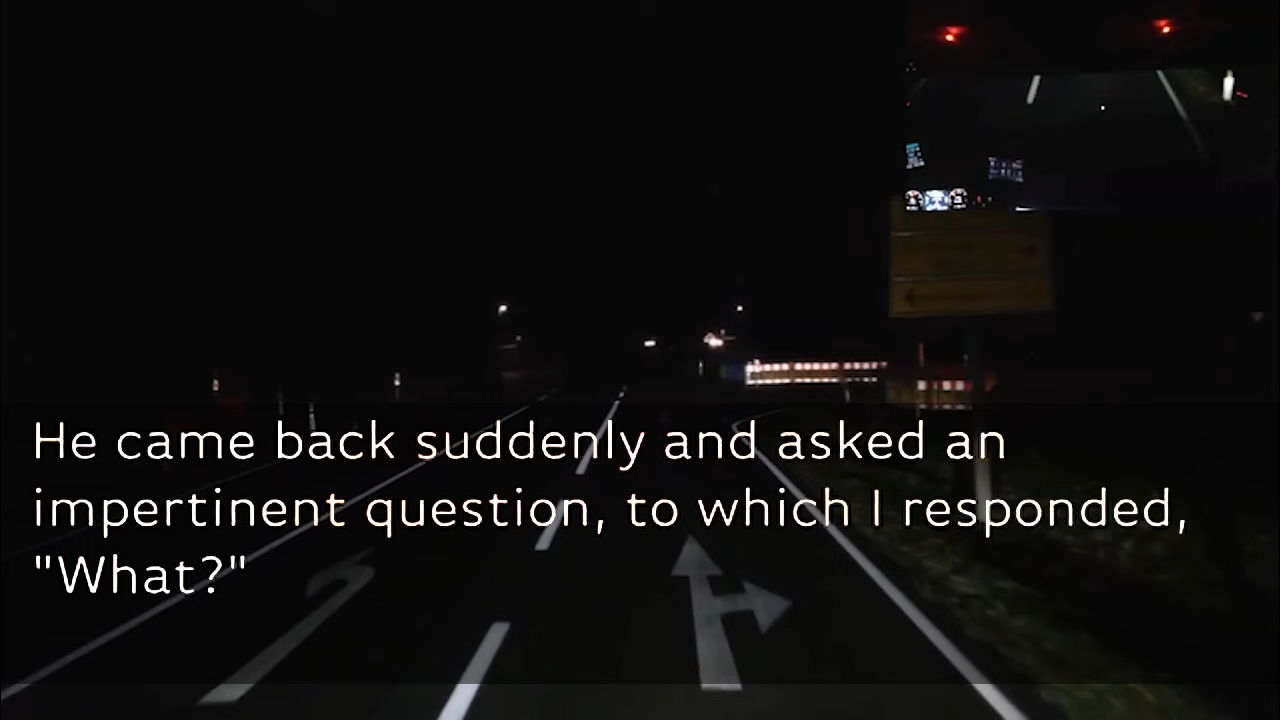 He came back suddenly and asked an
impertinent question, to which I responded,
"What?"